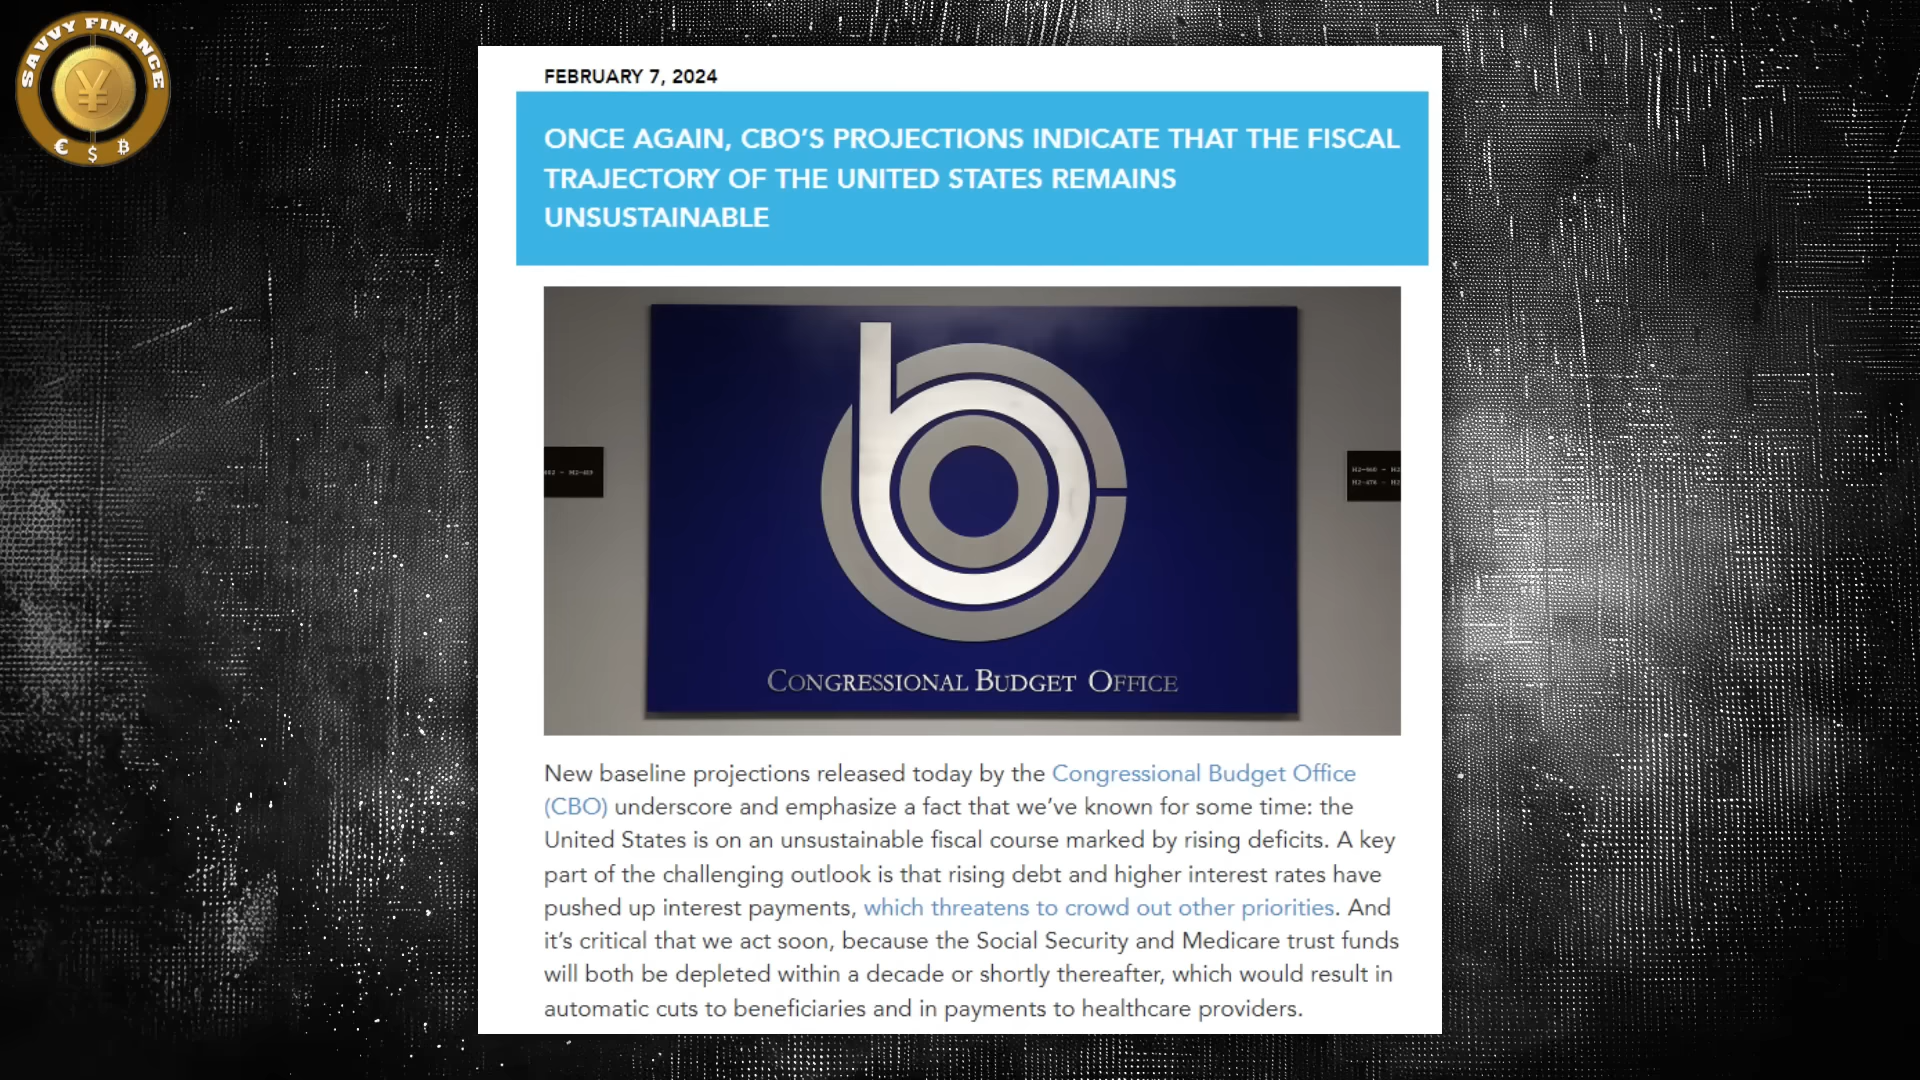 SAVVY FINANCE
¥
€ $ ₿
FEBRUARY 7, 2024
ONCE AGAIN, CBO’S PROJECTIONS INDICATE THAT THE FISCAL
TRAJECTORY OF THE UNITED STATES REMAINS
UNSUSTAINABLE
CONGRESSIONAL BUDGET OFFICE
New baseline projections released today by the Congressional Budget Office
(CBO) underscore and emphasize a fact that we’ve known for some time: the
United States is on an unsustainable fiscal course marked by rising deficits. A key
part of the challenging outlook is that rising debt and higher interest rates have
pushed up interest payments, which threatens to crowd out other priorities. And
it’s critical that we act soon, because the Social Security and Medicare trust funds
will both be depleted within a decade or shortly thereafter, which would result in
automatic cuts to beneficiaries and in payments to healthcare providers.